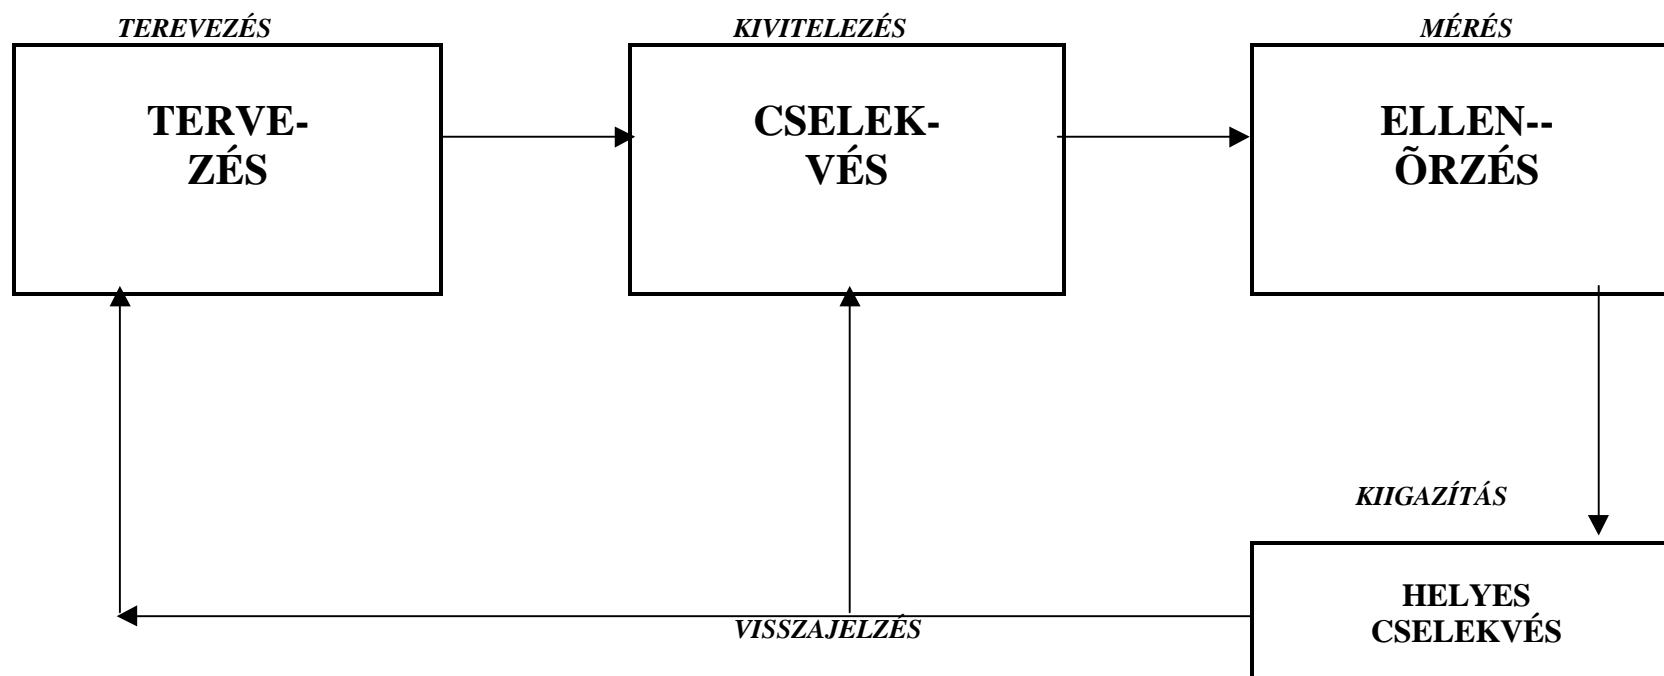 TEREVEZÉS
KIVITELEZÉS
MÉRÉS
TERVE-
ZÉS
CSELEK-
VÉS
ELLEN--
ÕRZÉS
KIIGAZÍTÁS
HELYES
CSELEKVÉS
VISSZAJELZÉS